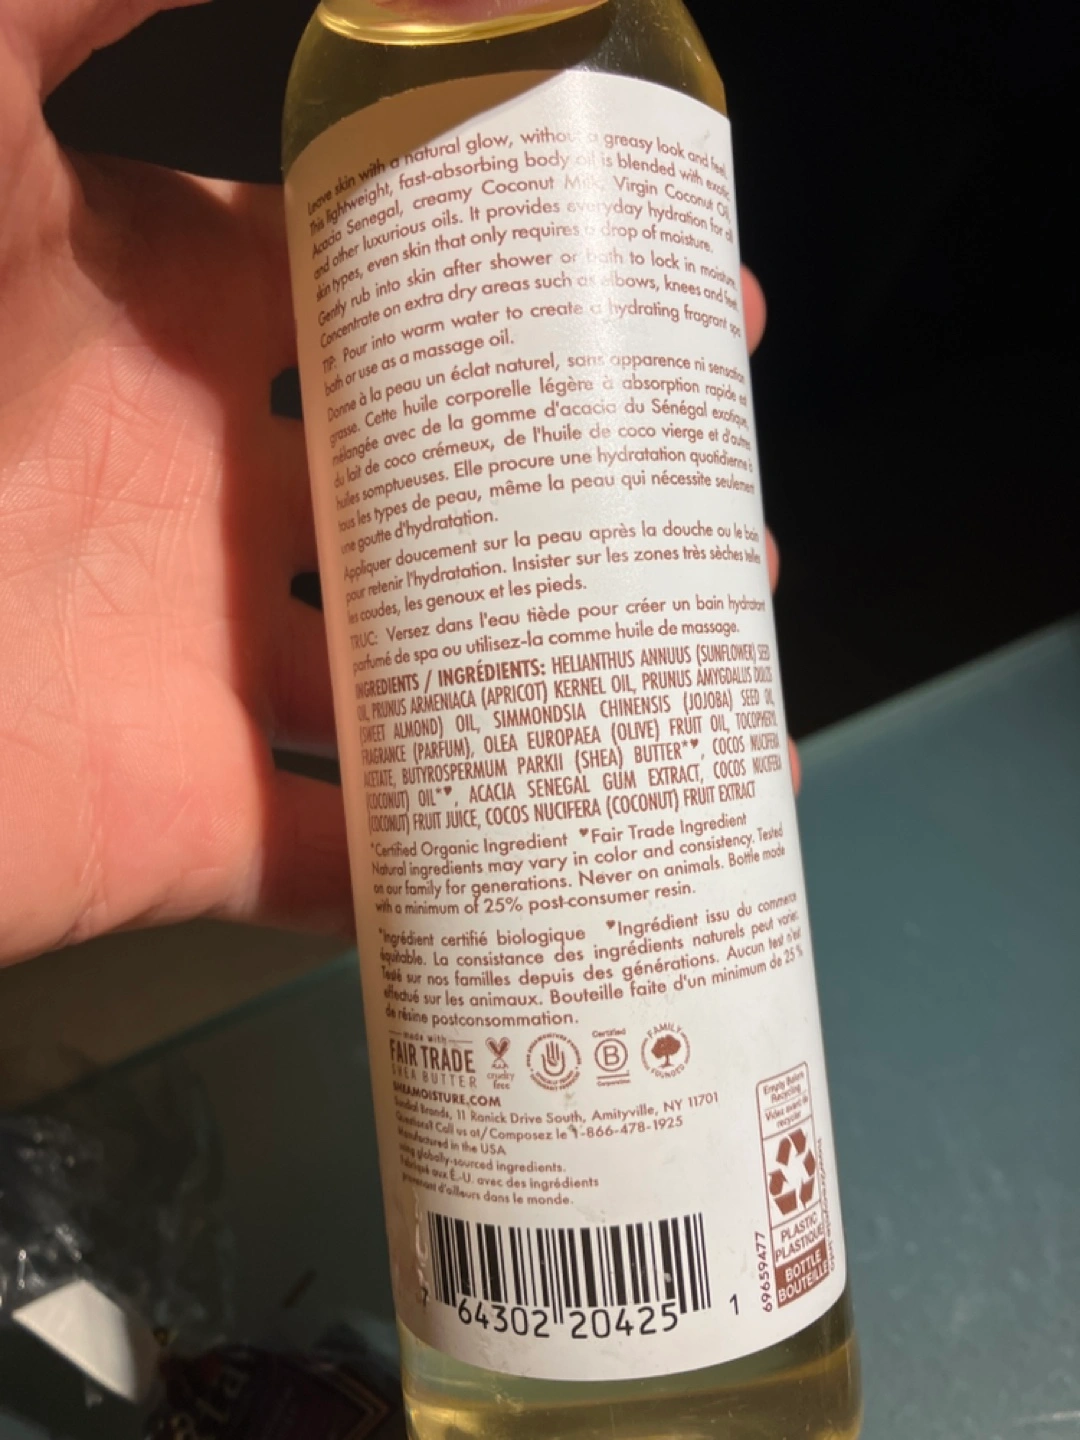 Leave skin with a natural glow, without a greasy look and feel.
This lightweight, fast-absorbing body oil is blended with exotic
Acacia Senegal, creamy Coconut Milk, Virgin Coconut Oil,
and other luxurious oils. It provides everyday hydration for all
skin types, even skin that only requires a drop of moisture.
Gently rub into skin after shower or bath to lock in moisture.
Concentrate on extra dry areas such as elbows, knees and feet.
TIP: Pour into warm water to create a hydrating fragrant spa
bath or use as a massage oil.
Donne à la peau un éclat naturel, sans apparence ni sensation
grasse. Cette huile corporelle légère à absorption rapide est
mélangée avec de la gomme d'acacia du Sénégal exotique,
du lait de coco crémeux, de l'huile de coco vierge et d'autres
huiles somptueuses. Elle procure une hydratation quotidienne à
tous les types de peau, même la peau qui nécessite seulement
une goutte d'hydratation.
Appliquer doucement sur la peau après la douche ou le bain
pour retenir l'hydratation. Insister sur les zones très sèches telles
les coudes, les genoux et les pieds.
TRUC: Versez dans l'eau tiède pour créer un bain hydratant
parfumé de spa ou utilisez-la comme huile de massage.
INGREDIENTS / INGRÉDIENTS: HELIANTHUS ANNUUS (SUNFLOWER) SEED
OIL, PRUNUS ARMENIACA (APRICOT) KERNEL OIL, PRUNUS AMYGDALUS DULCIS
(SWEET ALMOND) OIL, SIMMONDSIA CHINENSIS (JOJOBA) SEED OIL,
FRAGRANCE (PARFUM), OLEA EUROPAEA (OLIVE) FRUIT OIL, TOCOPHERYL
ACETATE, BUTYROSPERMUM PARKII (SHEA) BUTTER*♥, COCOS NUCIFERA
(COCONUT) OIL*♥, ACACIA SENEGAL GUM EXTRACT, COCOS NUCIFERA
(COCONUT) FRUIT JUICE, COCOS NUCIFERA (COCONUT) FRUIT EXTRACT
*Certified Organic Ingredient ♥Fair Trade Ingredient
Natural ingredients may vary in color and consistency. Tested
on our family for generations. Never on animals. Bottle made
with a minimum of 25% post-consumer resin.
*Ingrédient certifié biologique ♥Ingrédient issu du commerce
équitable. La consistance des ingrédients naturels peut varier.
Testé sur nos familles depuis des générations. Aucun test n'est
effectué sur les animaux. Bouteille faite d'un minimum de 25 %
de résine postconsommation.
made with
FAIR TRADE
SHEA BUTTER
cruelty
free
Certified
B
Corporation
FAMILY
FOUNDED
SHEAMOISTURE.COM
Sundial Brands, 11 Ranick Drive South, Amityville, NY 11701
Questions? Call us at/Composez le 1-866-478-1925
Manufactured in the USA
using globally-sourced ingredients.
Fabriqué aux É.-U. avec des ingrédients
provenant d'ailleurs dans le monde.
Empty Before
Recycling
Videz avant de
recycler
PLASTIC
PLASTIQUE
BOTTLE
BOUTEILLE
69659477
7 64302 20425 1